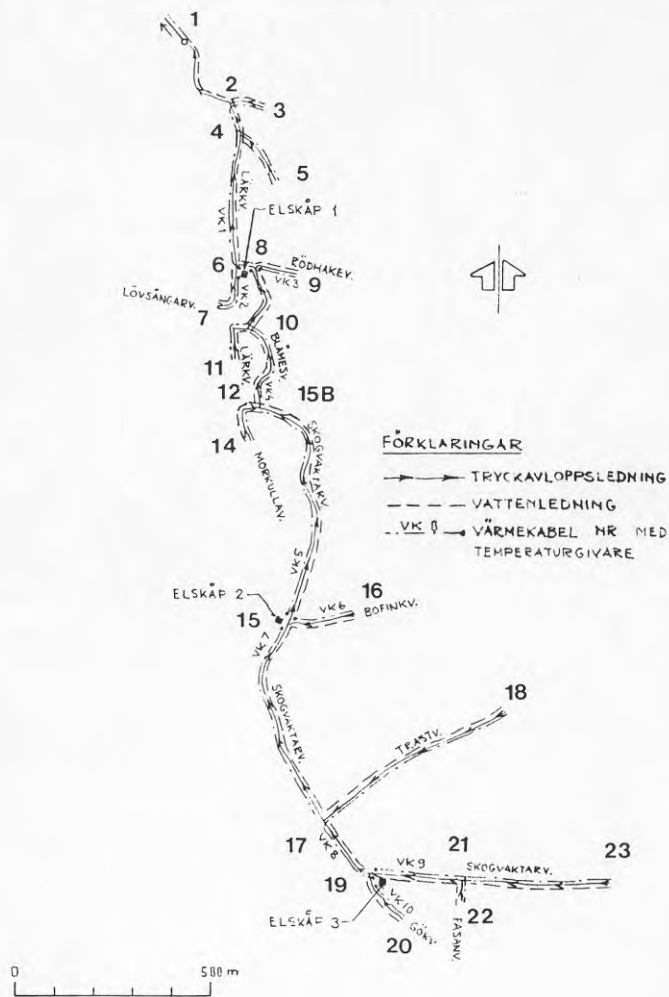 1
2
3
4
5
LÄRKV.
VK1
ELSKÅP 1
6
8
RÖDHAKEV.
VK3
9
VK2
LÖVSÅNGARV.
7
10
BLÅMESV.
11
LÄRKV.
12
VK4
15B
SKOGVAKTARV.
14
MORKULLAV.
FÖRKLARINGAR
TRYCKAVLOPPSLEDNING
VATTENLEDNING
VK 8 VÄRMEKABEL NR MED
TEMPERATURGIVARE
VK5
ELSKÅP 2
15
16
VK6
BOFINKV.
VK7
SKOGVAKTARV.
18
TRASTV.
17
VK8
19
VK9
21
SKOGVAKTARV.
23
ELSKÅP 3
VK10
GÖKV.
20
FASANV.
22
0
500 m